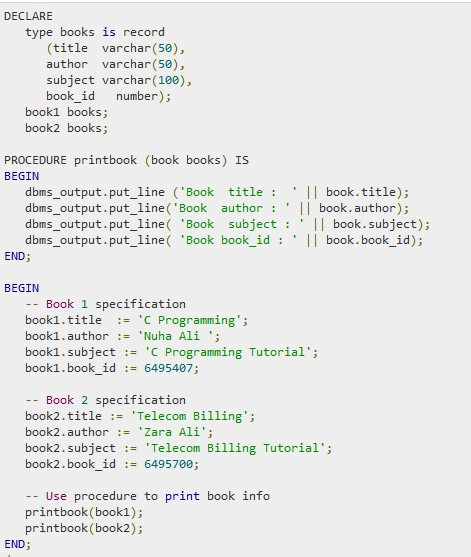 DECLARE
   type books is record
      (title  varchar(50),
      author  varchar(50),
      subject varchar(100),
      book_id   number);
   book1 books;
   book2 books;

PROCEDURE printbook (book books) IS
BEGIN
   dbms_output.put_line ('Book  title :  ' || book.title);
   dbms_output.put_line('Book  author : ' || book.author);
   dbms_output.put_line( 'Book  subject : ' || book.subject);
   dbms_output.put_line( 'Book book_id : ' || book.book_id);
END;

BEGIN
   -- Book 1 specification
   book1.title  := 'C Programming';
   book1.author := 'Nuha Ali ';
   book1.subject := 'C Programming Tutorial';
   book1.book_id := 6495407;

   -- Book 2 specification
   book2.title := 'Telecom Billing';
   book2.author := 'Zara Ali';
   book2.subject := 'Telecom Billing Tutorial';
   book2.book_id := 6495700;

   -- Use procedure to print book info
   printbook(book1);
   printbook(book2);
END;